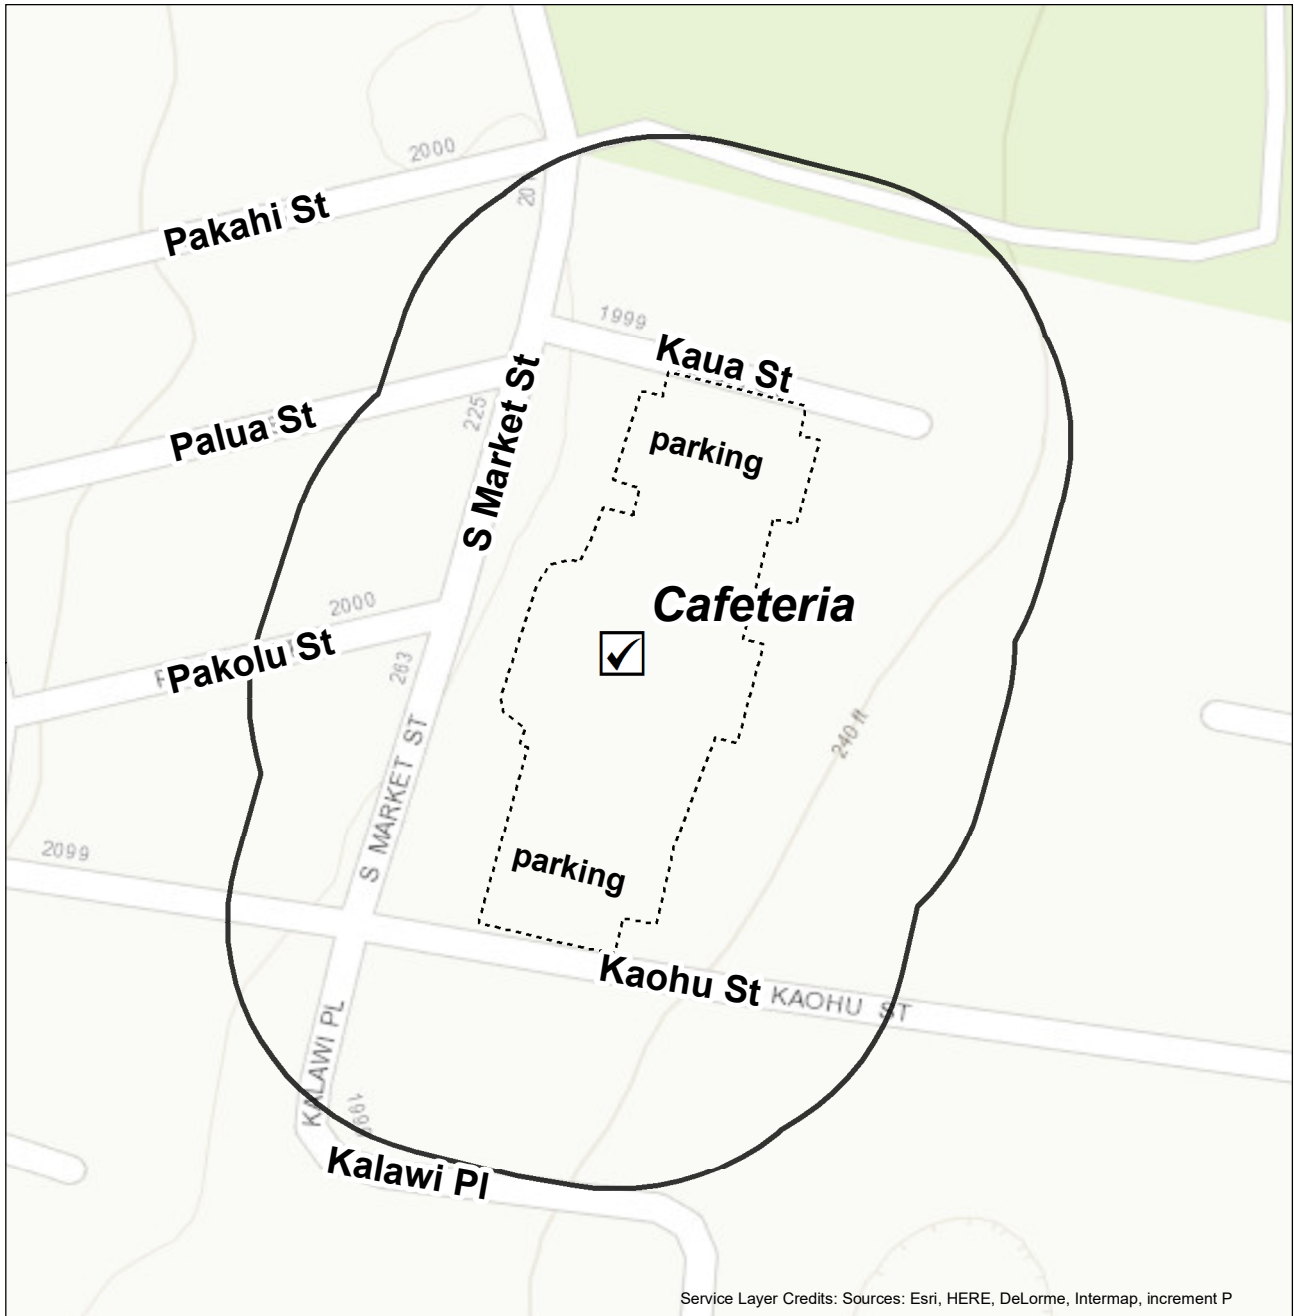 2000
Pakahi St
201
1999
Kaua St
Palua St
225
S Market St
parking
Cafeteria
2000
Pakolu St
263
240 ft
S MARKET ST
2099
parking
Kaohu St
KAOHU ST
KALAWI PL
Kalawi Pl
Service Layer Credits: Sources: Esri, HERE, DeLorme, Intermap, increment P